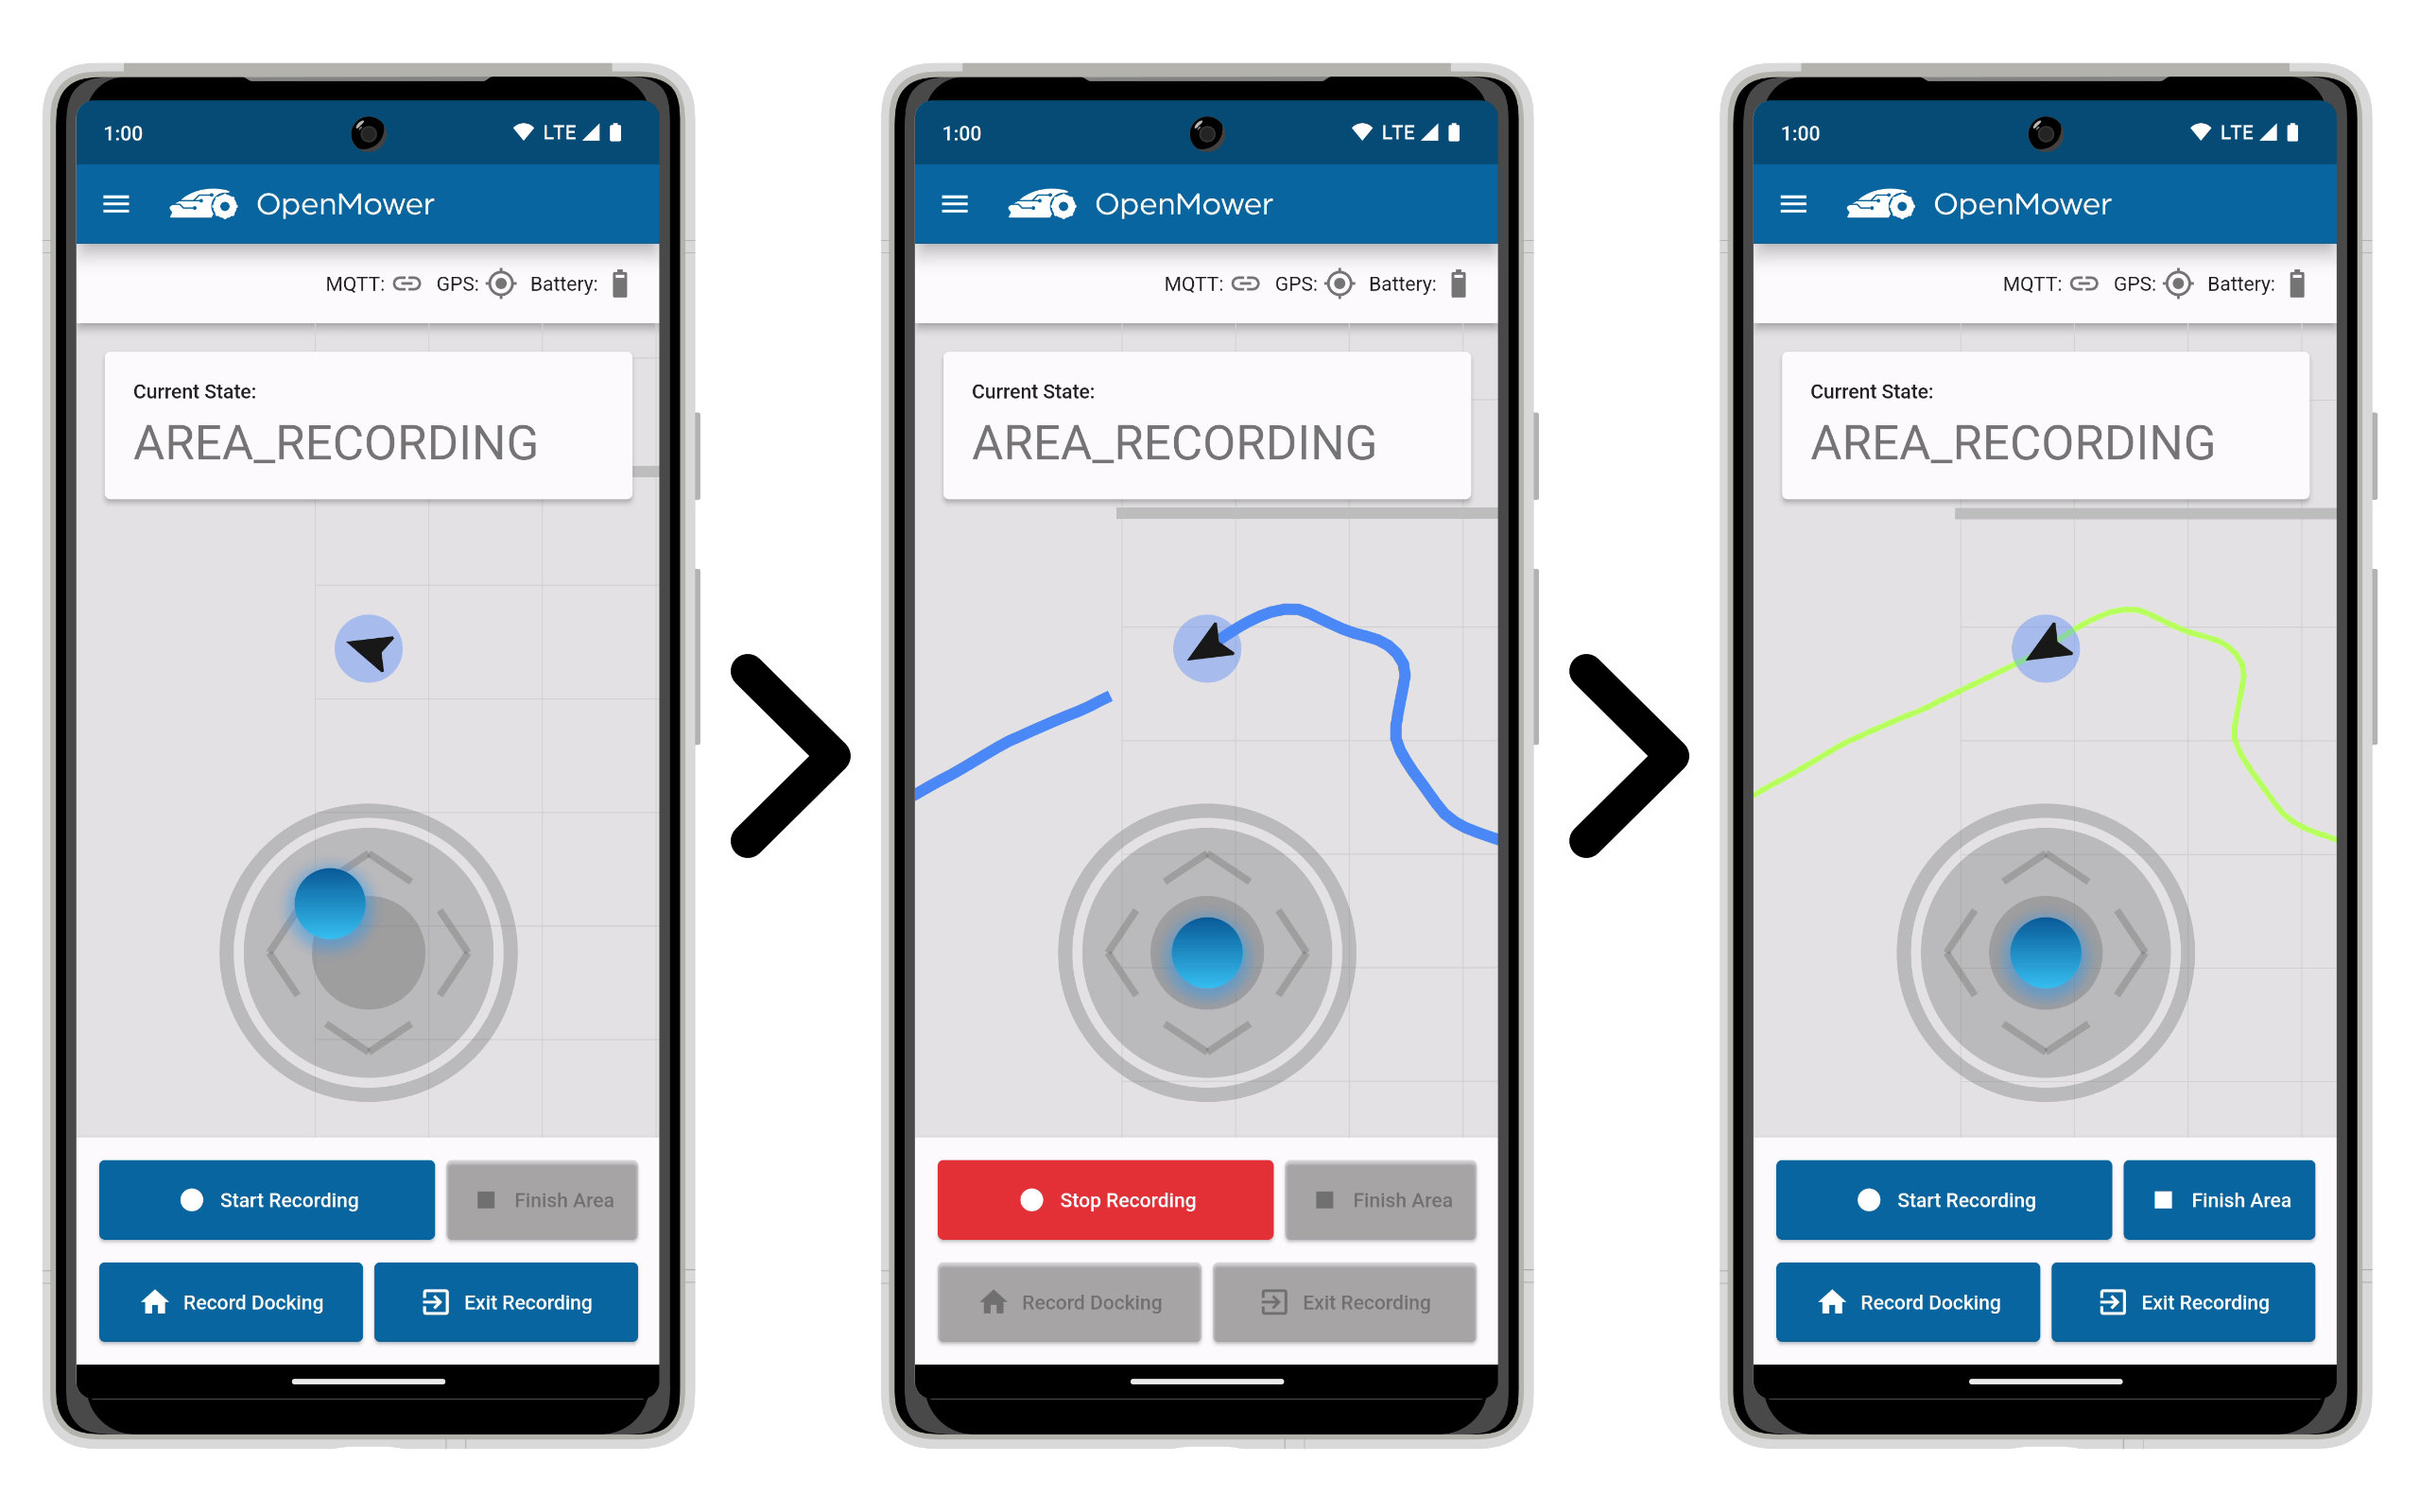 1:00 LTE
OpenMower
MQTT: GPS: Battery:
Current State:
AREA_RECORDING
Start Recording Finish Area
Record Docking Exit Recording
1:00 LTE
OpenMower
MQTT: GPS: Battery:
Current State:
AREA_RECORDING
Stop Recording Finish Area
Record Docking Exit Recording
1:00 LTE
OpenMower
MQTT: GPS: Battery:
Current State:
AREA_RECORDING
Start Recording Finish Area
Record Docking Exit Recording